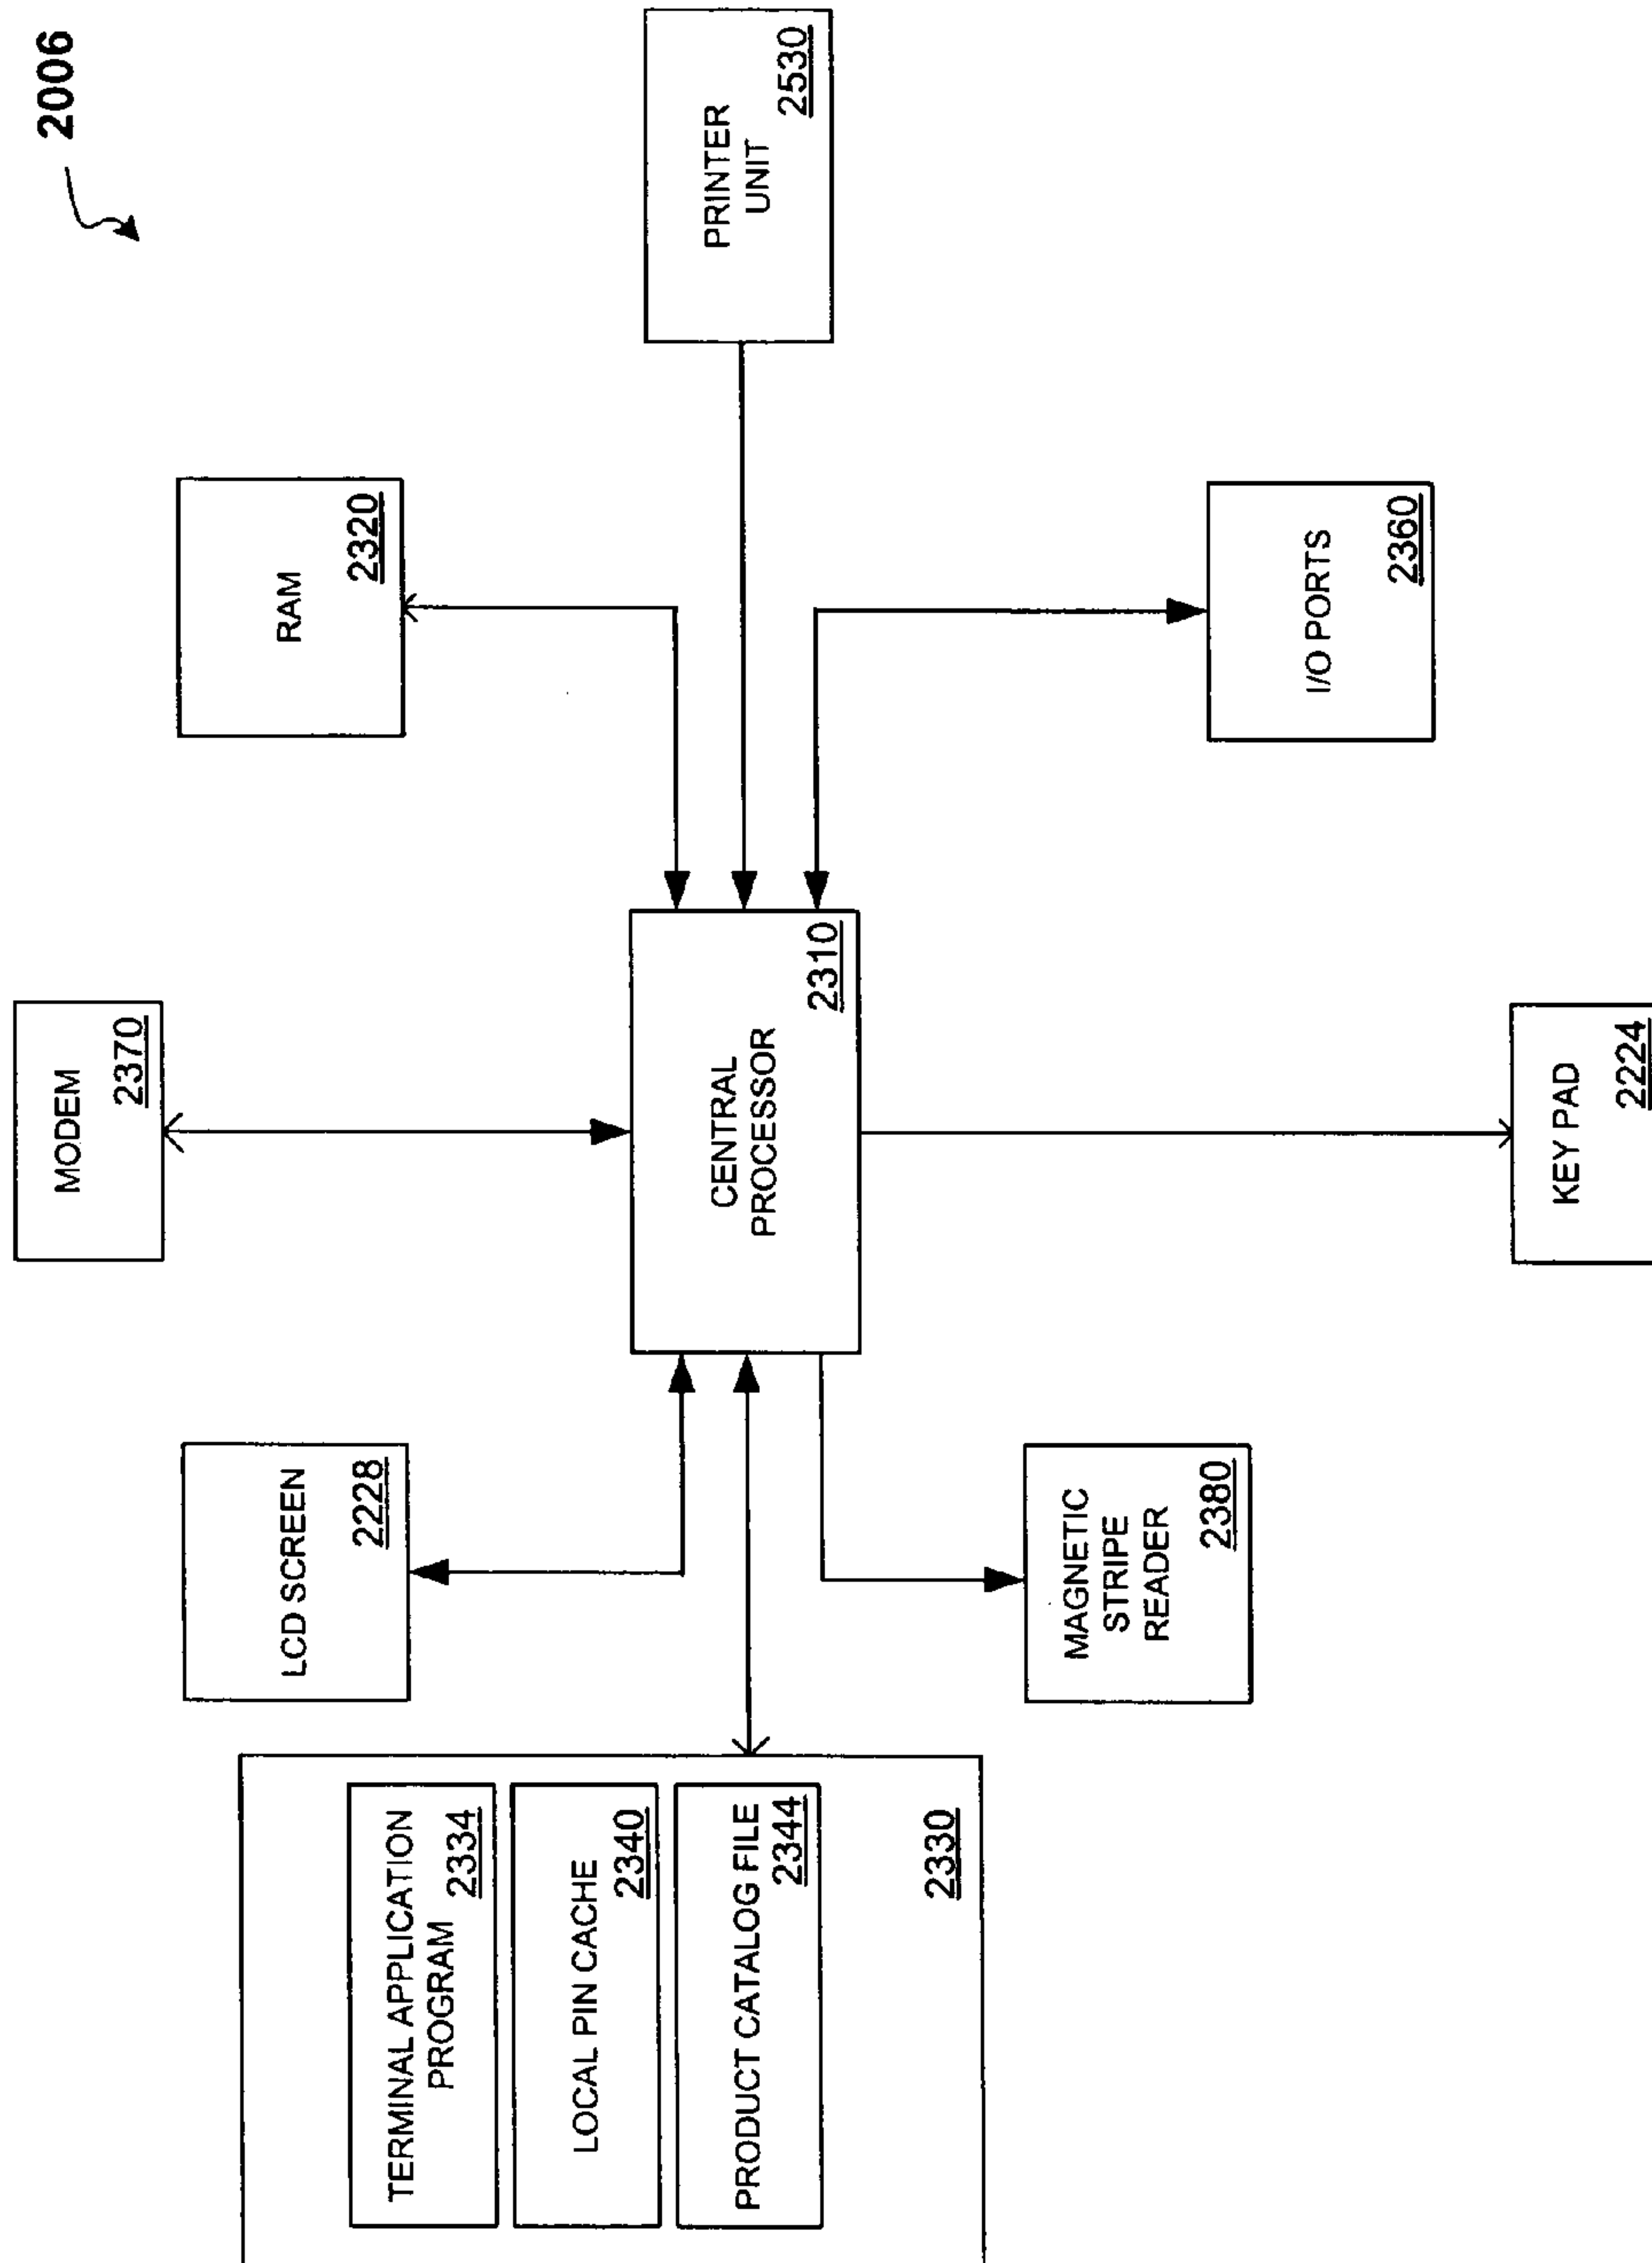 2006
MODEM
2370
LCD SCREEN
2228
RAM
2320
TERMINAL APPLICATION
PROGRAM
2334
LOCAL PIN CACHE
2340
PRODUCT CATALOG FILE
2344
2330
CENTRAL
PROCESSOR
2310
PRINTER
UNIT
2530
MAGNETIC
STRIPE
READER
2380
I/O PORTS
2360
KEY PAD
2224